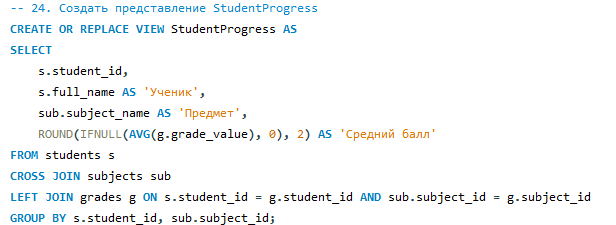 -- 24. Создать представление StudentProgress
CREATE OR REPLACE VIEW StudentProgress AS
SELECT
    s.student_id,
    s.full_name AS 'Ученик',
    sub.subject_name AS 'Предмет',
    ROUND(IFNULL(AVG(g.grade_value), 0), 2) AS 'Средний балл'
FROM students s
CROSS JOIN subjects sub
LEFT JOIN grades g ON s.student_id = g.student_id AND sub.subject_id = g.subject_id
GROUP BY s.student_id, sub.subject_id;